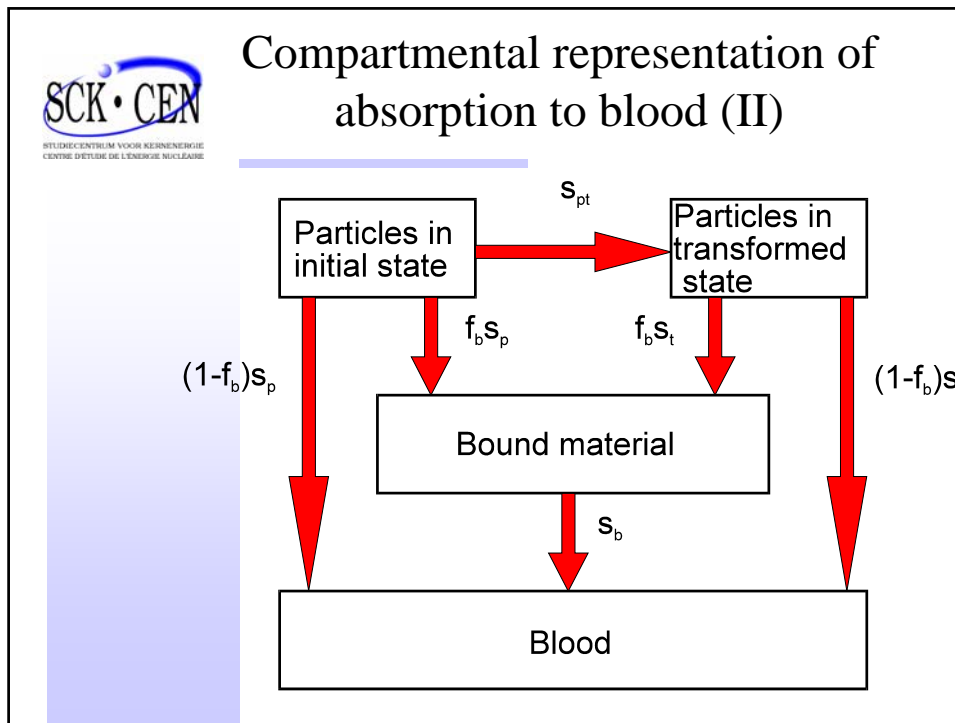 Compartmental representation of
absorption to blood (II)
SCK • CEN
STUDIECENTRUM VOOR KERNENERGIE
CENTRE D'ÉTUDE DE L'ÉNERGIE NUCLÉAIRE
s_pt
Particles in
initial state
Particles in
transformed
state
f_bs_p
f_bs_t
(1-f_b)s_p
(1-f_b)s
Bound material
s_b
Blood